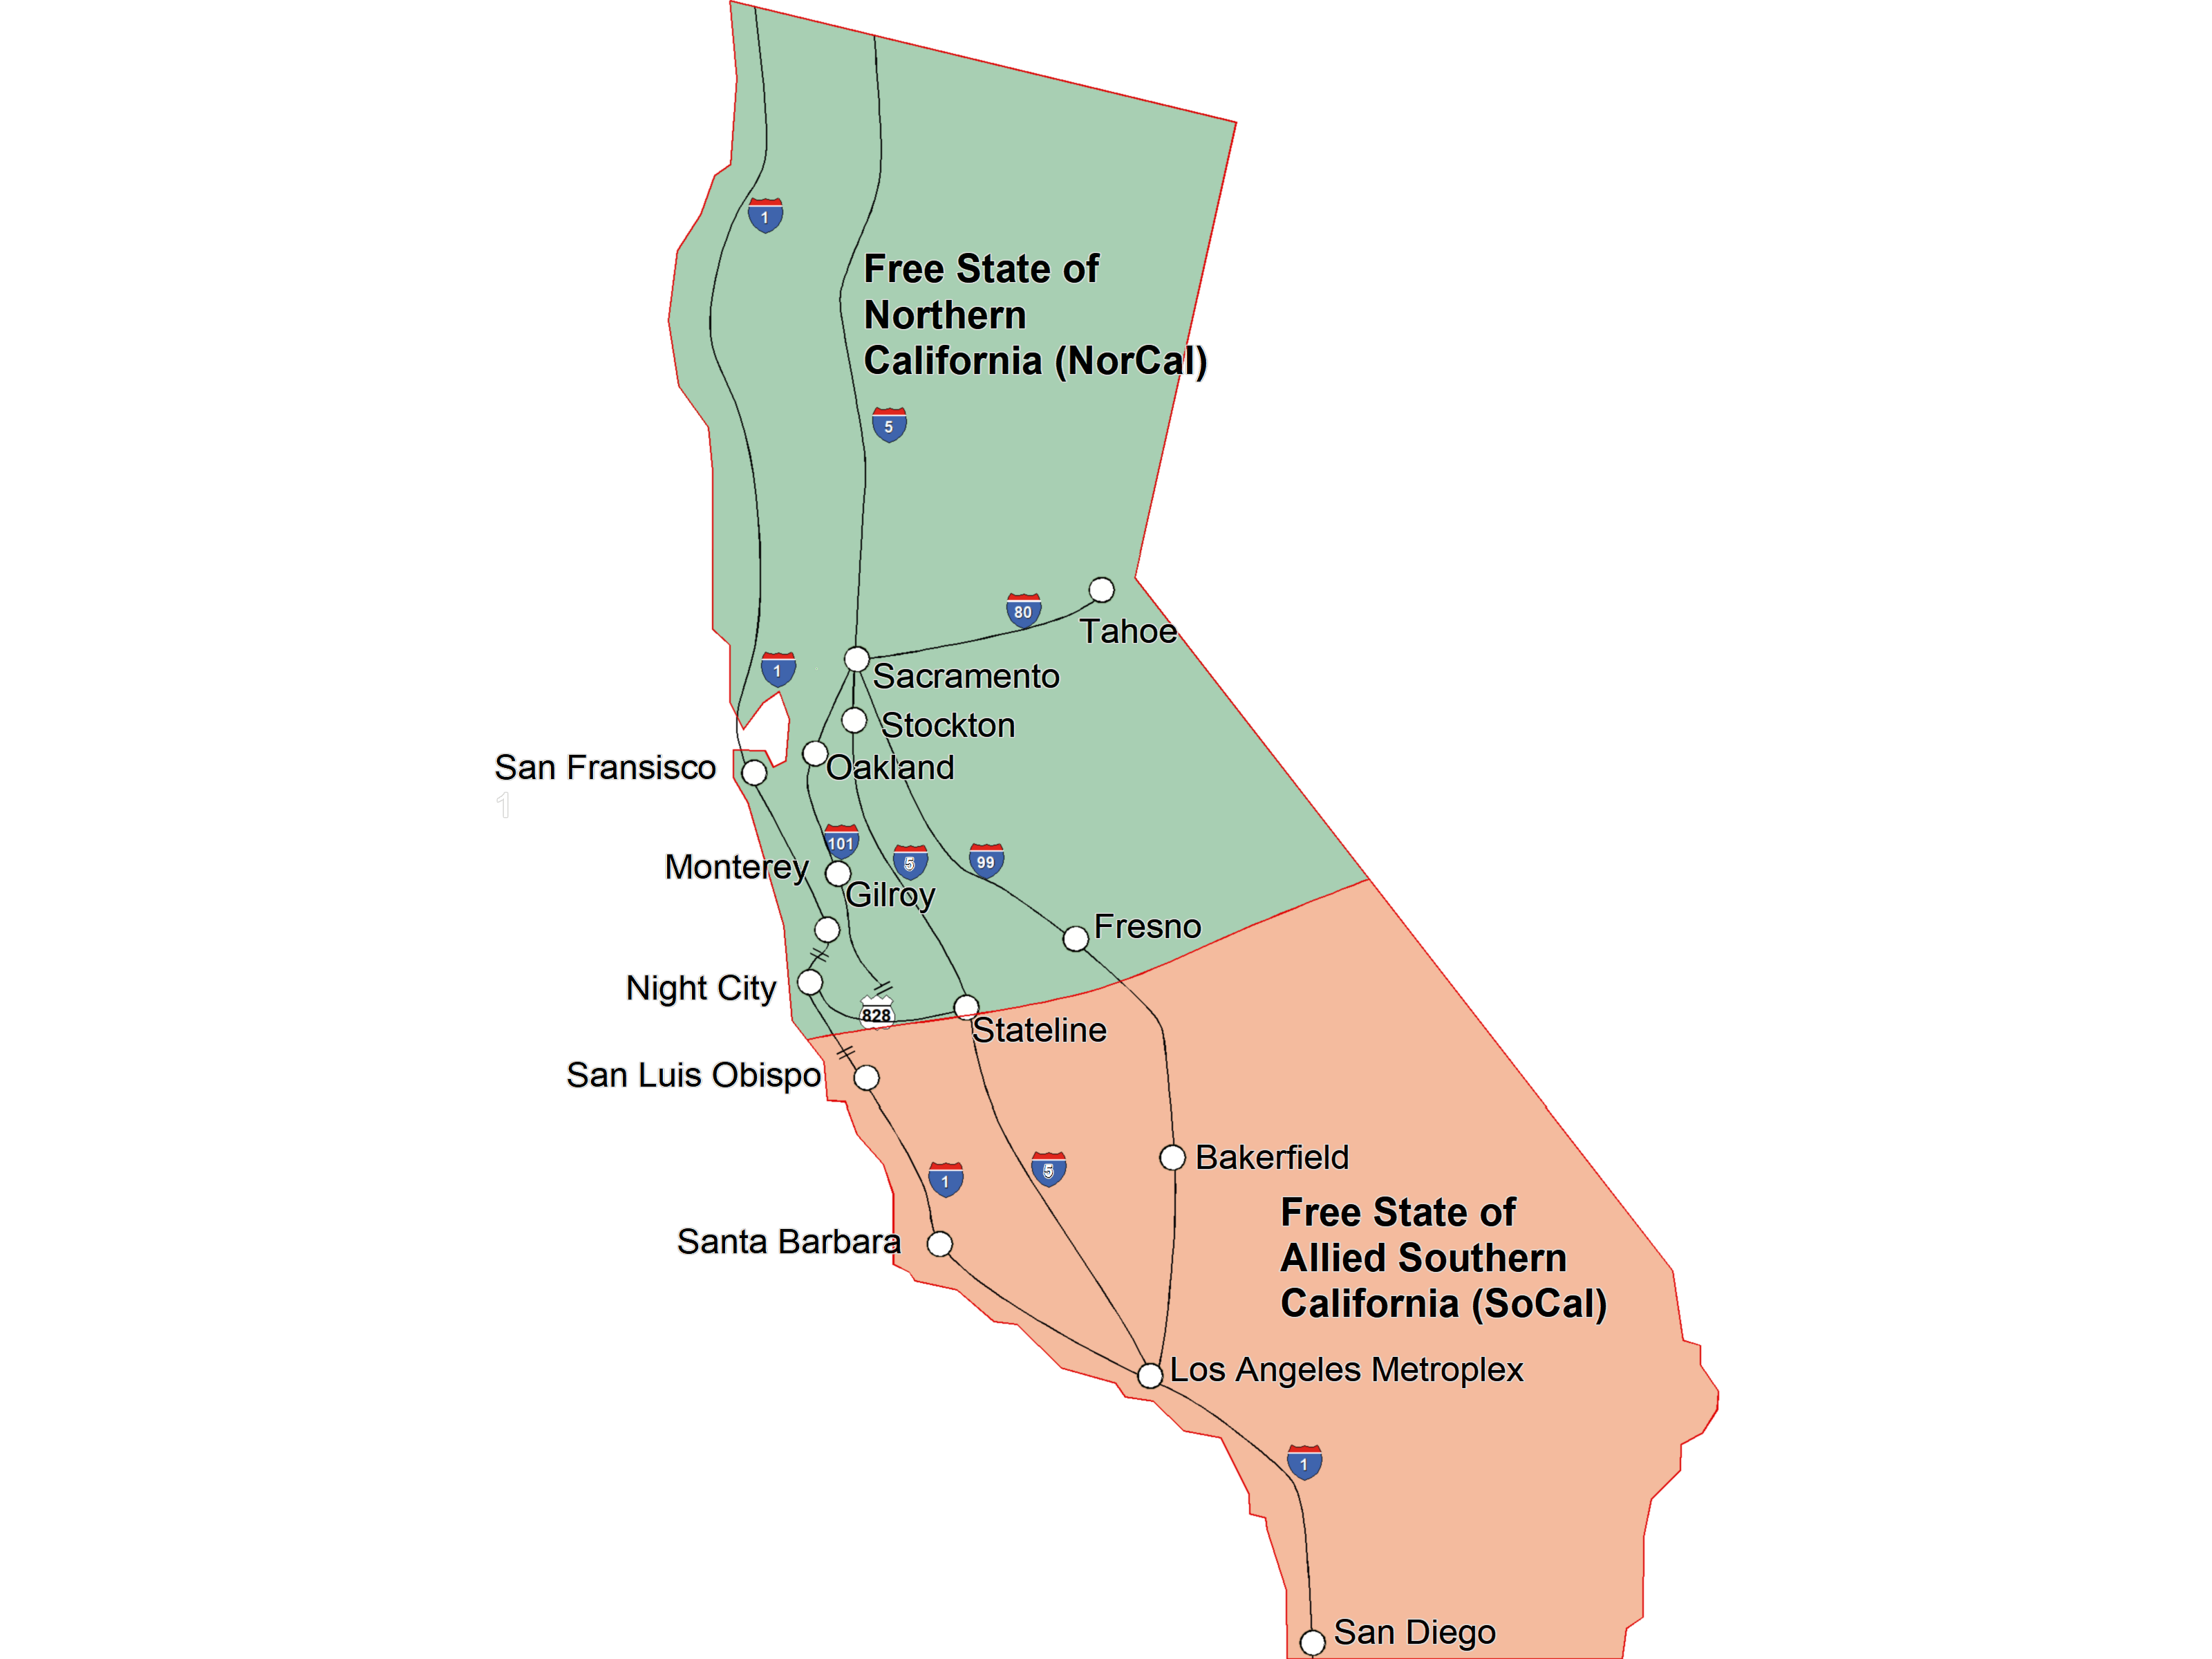 1
Free State of
Northern
California (NorCal)
5
80
Tahoe
1
Sacramento
Stockton
San Fransisco
Oakland
1
101
5
99
Monterey
Gilroy
Fresno
Night City
828
Stateline
San Luis Obispo
Bakerfield
5
1
Free State of
Allied Southern
California (SoCal)
Santa Barbara
Los Angeles Metroplex
1
San Diego